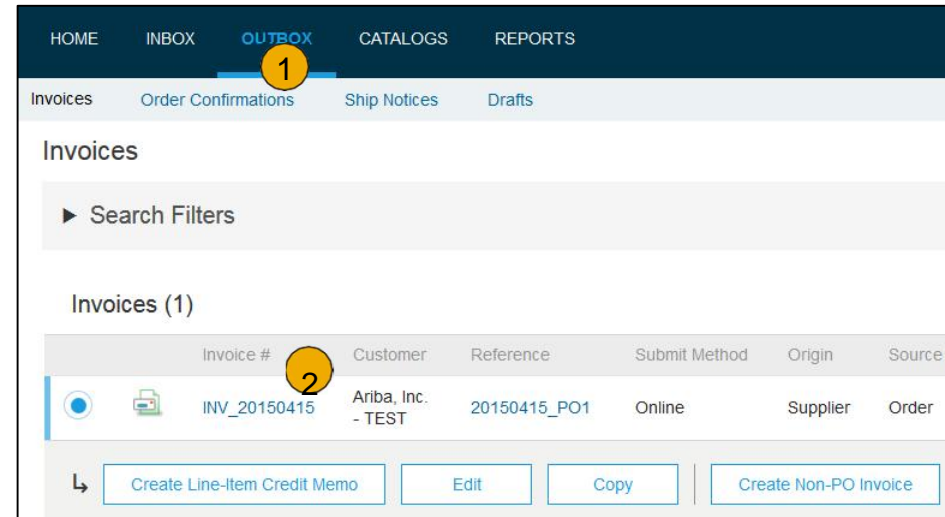 HOME INBOX OUTBOX CATALOGS REPORTS
1
Invoices Order Confirmations Ship Notices Drafts
Invoices
► Search Filters
Invoices (1)
Invoice # Customer Reference Submit Method Origin Source
2
INV_20150415 Ariba, Inc. - TEST 20150415_PO1 Online Supplier Order
Create Line-Item Credit Memo Edit Copy Create Non-PO Invoice